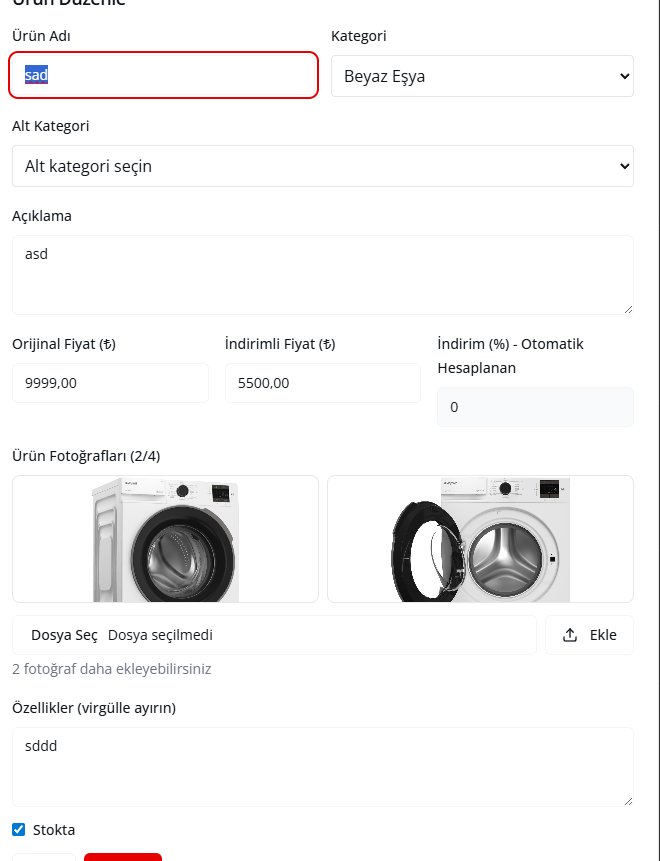 Ürün Düzenle
Ürün Adı
Kategori
sad
Beyaz Eşya
Alt Kategori
Alt kategori seçin
Açıklama
asd
Orijinal Fiyat (₺)
İndirimli Fiyat (₺)
İndirim (%) - Otomatik
Hesaplanan
9999,00
5500,00
0
Ürün Fotoğrafları (2/4)
Dosya Seç Dosya seçilmedi
Ekle
2 fotoğraf daha ekleyebilirsiniz
Özellikler (virgülle ayırın)
sddd
Stokta